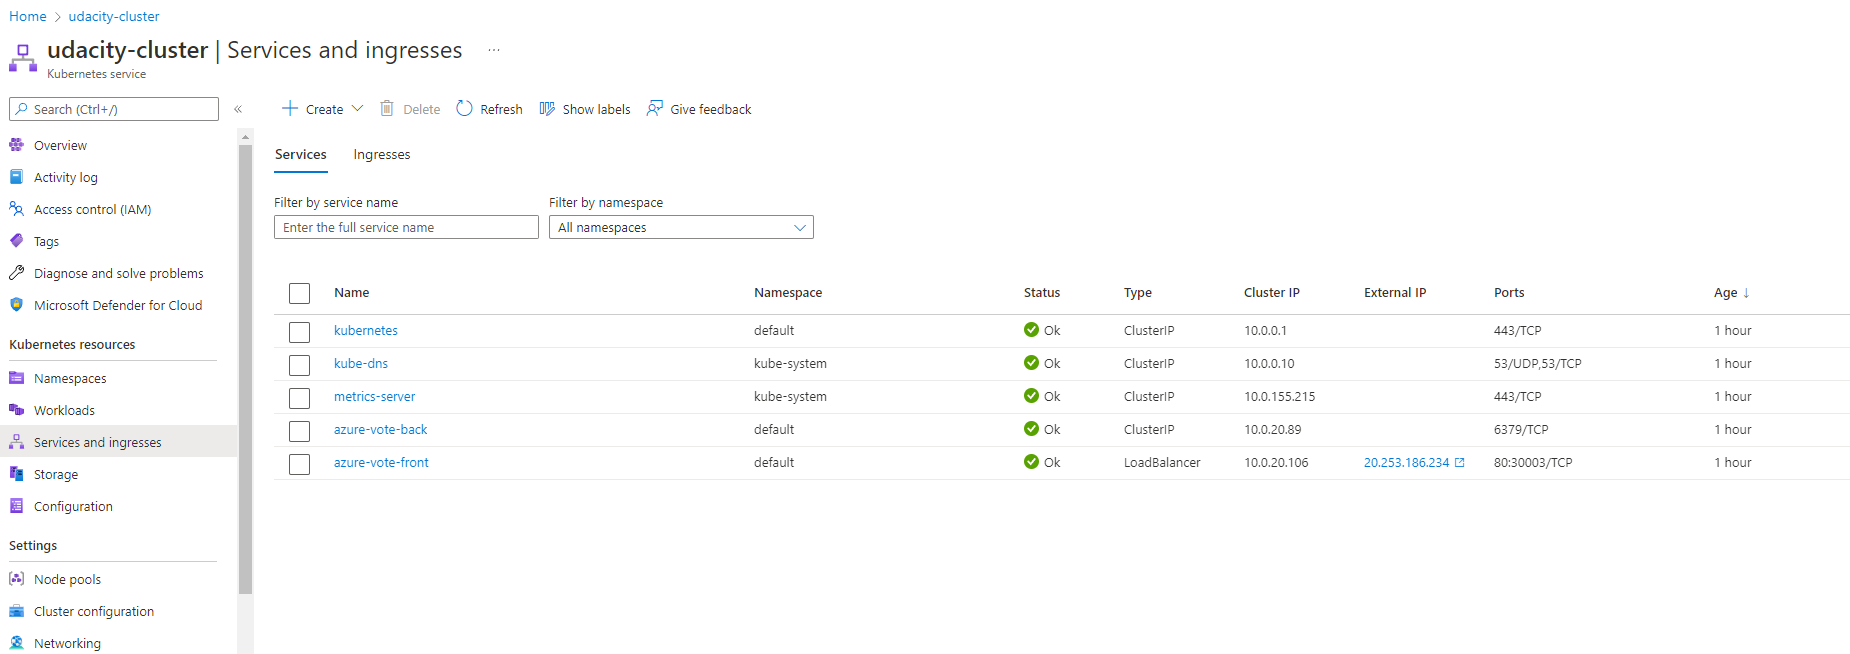 Home > udacity-cluster
udacity-cluster | Services and ingresses ...
Kubernetes service
Search (Ctrl+/) «
Create Delete Refresh Show labels Give feedback
Overview
Activity log
Access control (IAM)
Tags
Diagnose and solve problems
Microsoft Defender for Cloud
Kubernetes resources
Namespaces
Workloads
Services and ingresses
Storage
Configuration
Settings
Node pools
Cluster configuration
Networking
Services Ingresses
Filter by service name Filter by namespace
Enter the full service name All namespaces
Name Namespace Status Type Cluster IP External IP Ports Age ↓
kubernetes default Ok ClusterIP 10.0.0.1 443/TCP 1 hour
kube-dns kube-system Ok ClusterIP 10.0.0.10 53/UDP,53/TCP 1 hour
metrics-server kube-system Ok ClusterIP 10.0.155.215 443/TCP 1 hour
azure-vote-back default Ok ClusterIP 10.0.20.89 6379/TCP 1 hour
azure-vote-front default Ok LoadBalancer 10.0.20.106 20.253.186.234 80:30003/TCP 1 hour